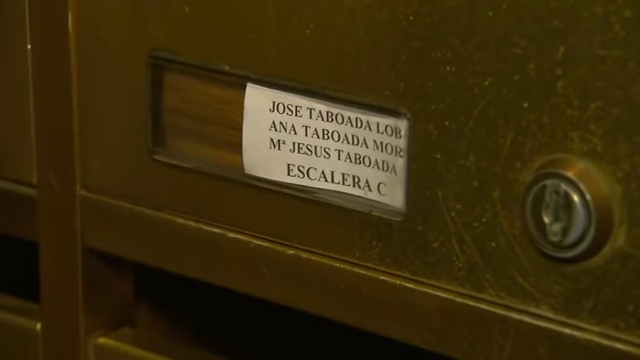 JOSE TABOADA LOB
ANA TABOADA MOR
Mª JESUS TABOADA
ESCALERA C